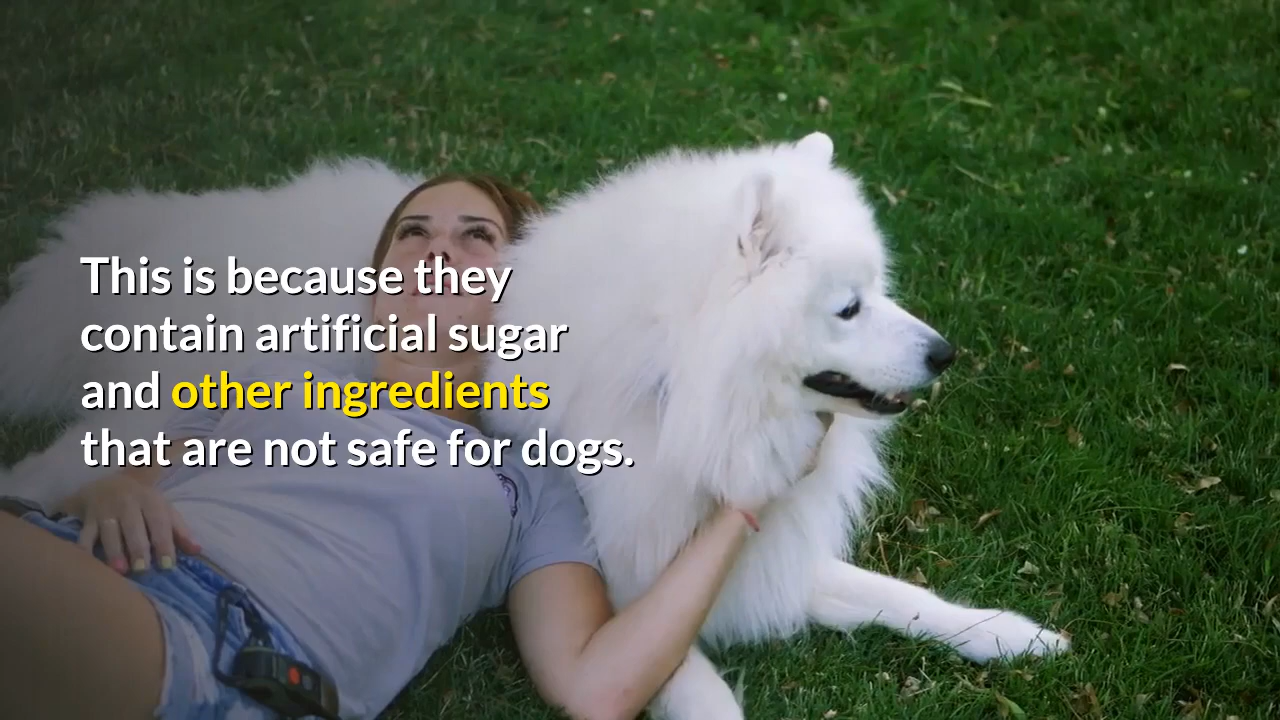 This is because they
contain artificial sugar
and other ingredients
that are not safe for dogs.